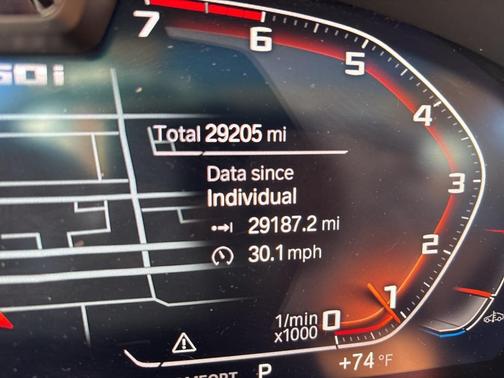 7
6
50i
5
4
Total 29205 mi
Data since
Individual
3
29187.2 mi
2
30.1 mph
1
1/min 0
x1000
+74 °F
P